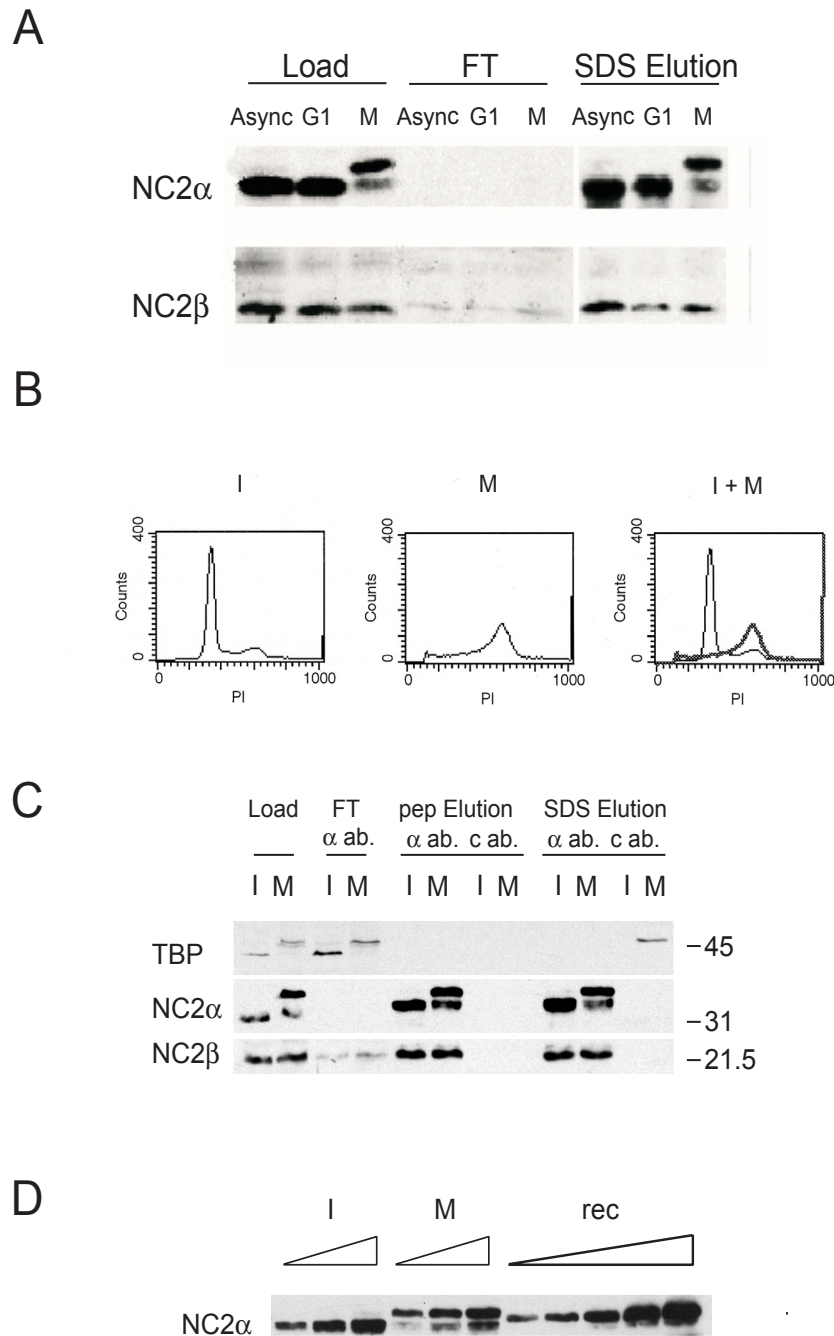 A
Load FT SDS Elution
Async G1 M Async G1 M Async G1 M
NC2α
NC2β
B
I M I + M
400 400 400
Counts Counts Counts
0 0 0
0 1000 0 1000 0 1000
PI PI PI
C
Load FT pep Elution SDS Elution
α ab. α ab. c ab. α ab. c ab.
I M I M I M I M I M I M
TBP –45
NC2α –31
NC2β –21.5
D
I M rec
NC2α